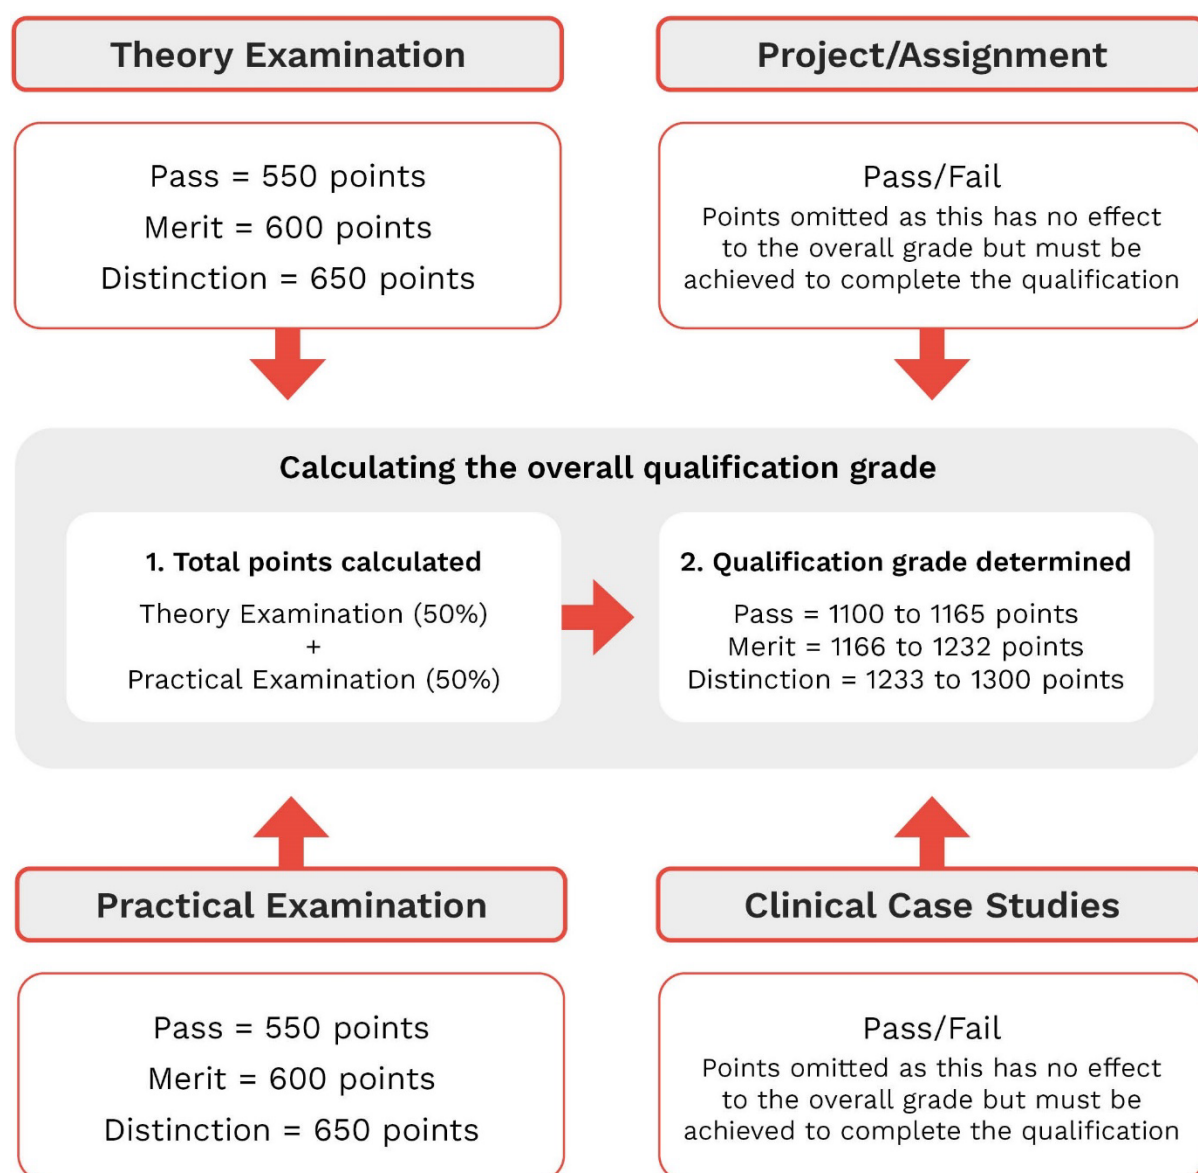 Theory Examination
Pass = 550 points
Merit = 600 points
Distinction = 650 points
Project/Assignment
Pass/Fail
Points omitted as this has no effect
to the overall grade but must be
achieved to complete the qualification
Calculating the overall qualification grade
1. Total points calculated
Theory Examination (50%)
+
Practical Examination (50%)
2. Qualification grade determined
Pass = 1100 to 1165 points
Merit = 1166 to 1232 points
Distinction = 1233 to 1300 points
Practical Examination
Pass = 550 points
Merit = 600 points
Distinction = 650 points
Clinical Case Studies
Pass/Fail
Points omitted as this has no effect
to the overall grade but must be
achieved to complete the qualification